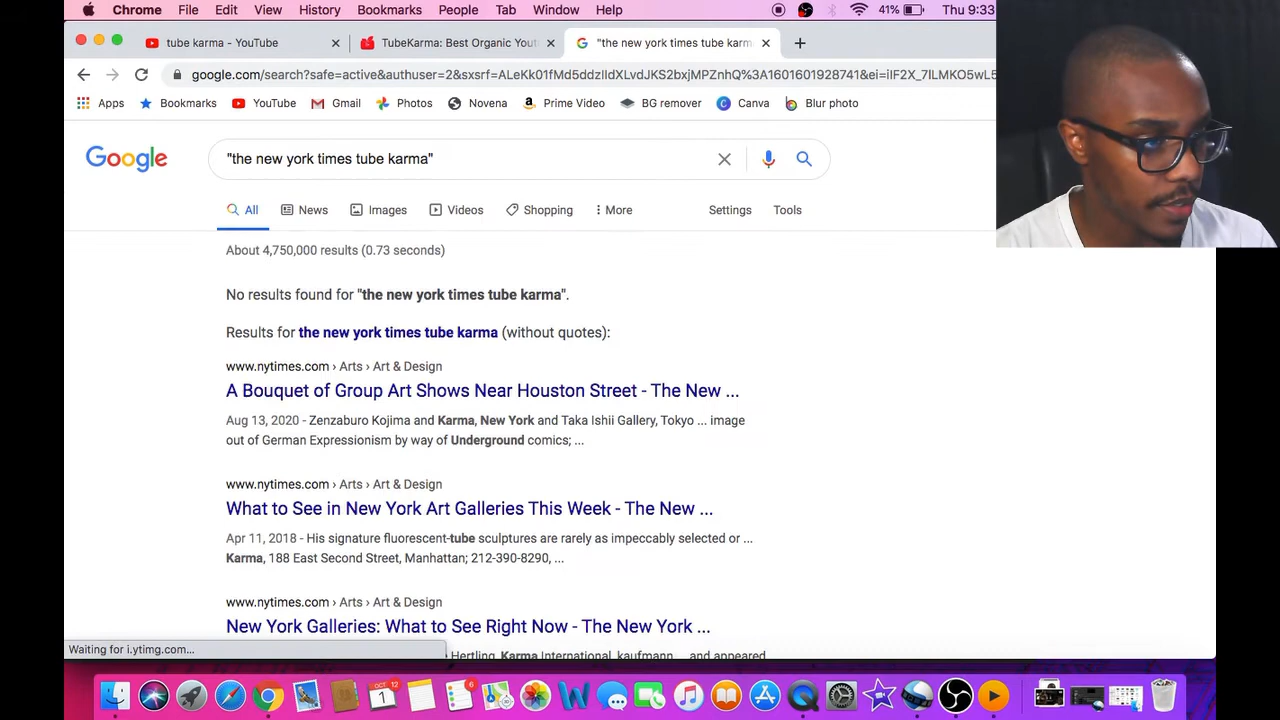 Chrome File Edit View History Bookmarks People Tab Window Help 41% Thu 9:33
tube karma - YouTube × TubeKarma: Best Organic Yout × "the new york times tube karm × +
google.com/search?safe=active&authuser=2&sxsrf=
Apps Bookmarks YouTube Gmail Photos Novena Prime Video BG remover Canva Blur photo
Google "the new york times tube karma"
All News Images Videos Shopping More Settings Tools
About 4,750,000 results (0.73 seconds)
No results found for "the new york times tube karma".
Results for the new york times tube karma (without quotes):
www.nytimes.com › Arts › Art & Design
A Bouquet of Group Art Shows Near Houston Street - The New ...
Aug 13, 2020 - Zenzaburo Kojima and Karma, New York and Taka Ishii Gallery, Tokyo ... image
out of German Expressionism by way of Underground comics; ...
www.nytimes.com › Arts › Art & Design
What to See in New York Art Galleries This Week - The New ...
Apr 11, 2018 - His signature fluorescent-tube sculptures are rarely as impeccably selected or ...
Karma, 188 East Second Street, Manhattan; 212-390-8290, ...
www.nytimes.com › Arts › Art & Design
New York Galleries: What to See Right Now - The New York ...
Waiting for i.ytimg.com...
Hertling, Karma International, kaufmann ... and appeared
OCT 12
1
6